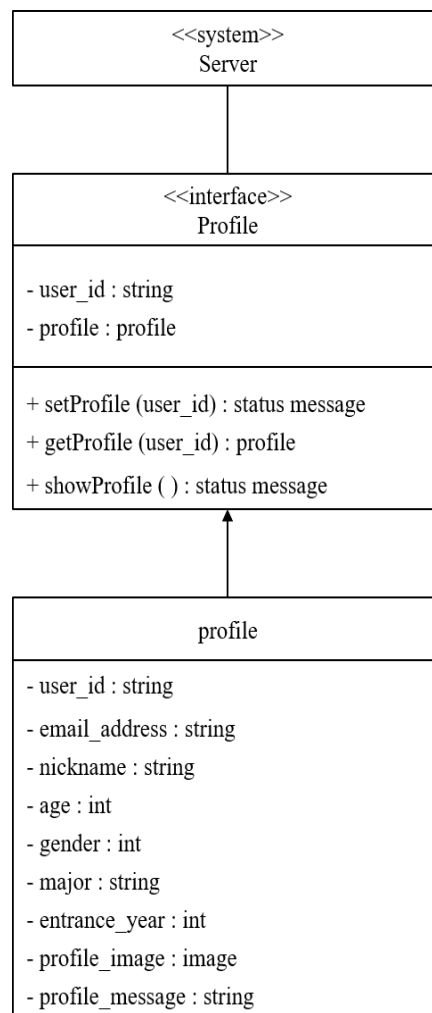 <<system>>
Server
<<interface>>
Profile
- user_id : string
- profile : profile
+ setProfile (user_id) : status message
+ getProfile (user_id) : profile
+ showProfile ( ) : status message
profile
- user_id : string
- email_address : string
- nickname : string
- age : int
- gender : int
- major : string
- entrance_year : int
- profile_image : image
- profile_message : string